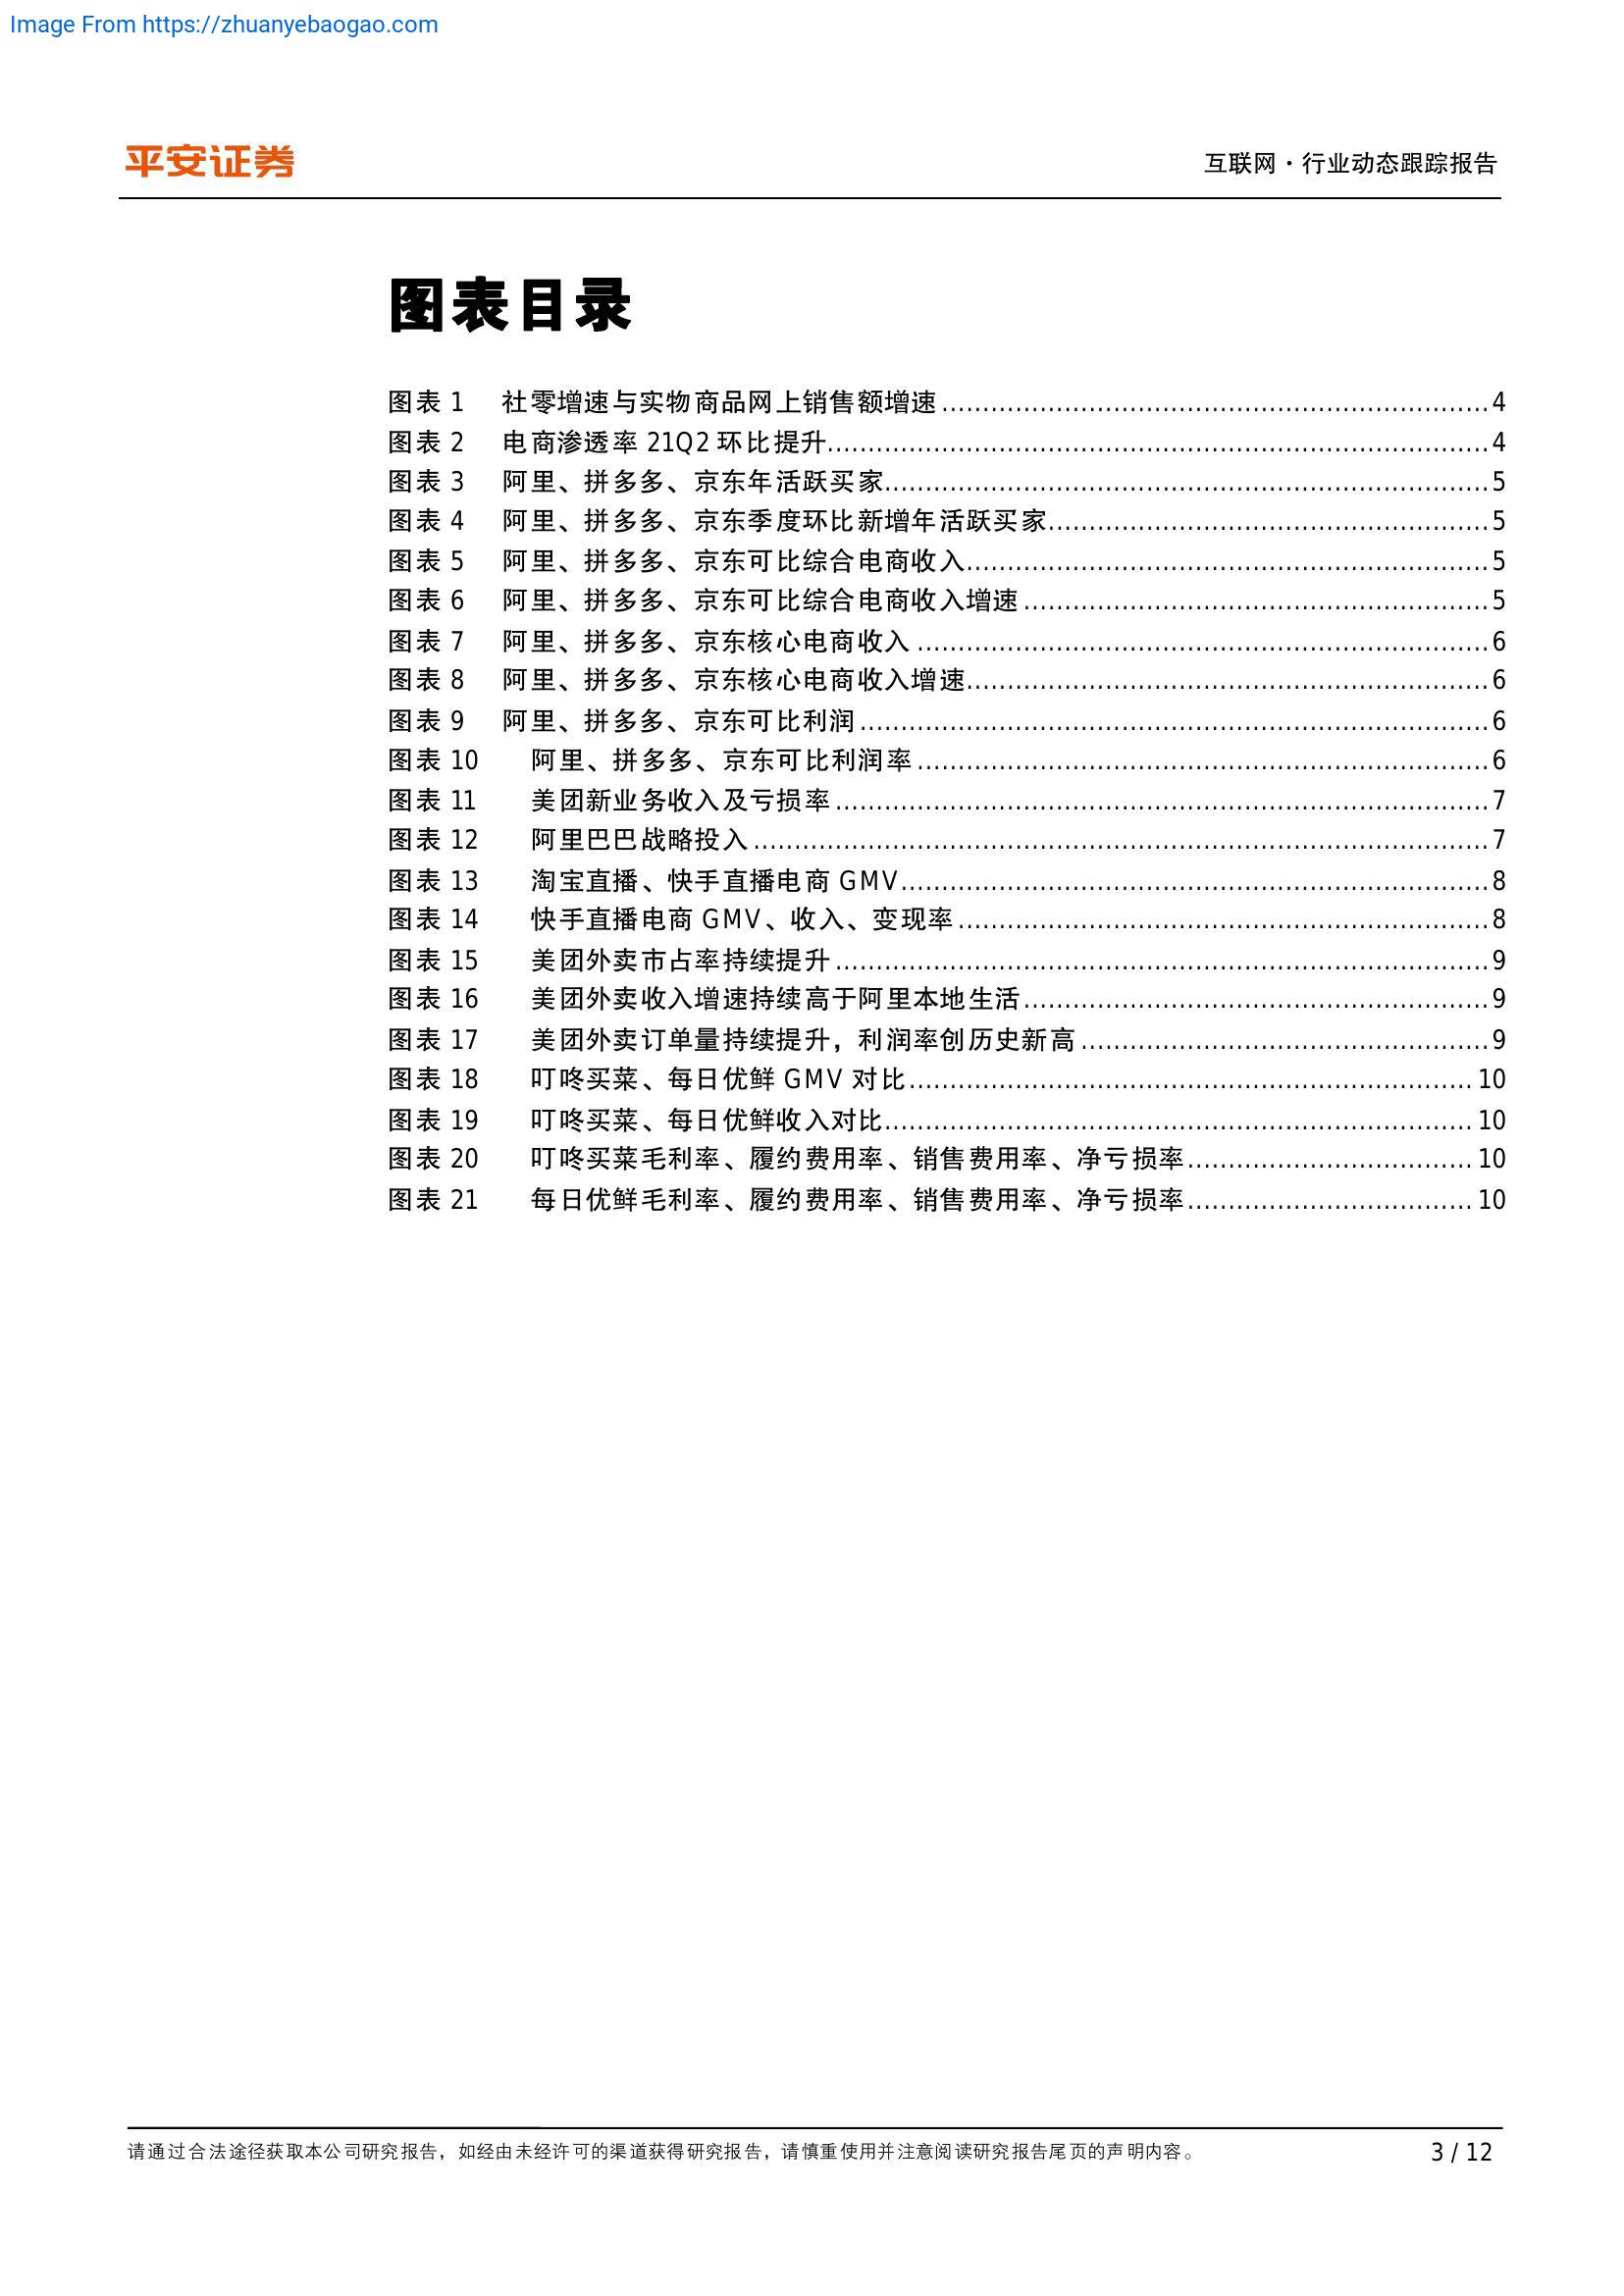 Image From https://zhuanyebaogao.com
平安证券
互联网·行业动态跟踪报告
图表目录
图表 1 社零增速与实物商品网上销售额增速 4
图表 2 电商渗透率 21Q2 环比提升 4
图表 3 阿里、拼多多、京东年活跃买家 5
图表 4 阿里、拼多多、京东季度环比新增年活跃买家 5
图表 5 阿里、拼多多、京东可比综合电商收入 5
图表 6 阿里、拼多多、京东可比综合电商收入增速 5
图表 7 阿里、拼多多、京东核心电商收入 6
图表 8 阿里、拼多多、京东核心电商收入增速 6
图表 9 阿里、拼多多、京东可比利润 6
图表 10 阿里、拼多多、京东可比利润率 6
图表 11 美团新业务收入及亏损率 7
图表 12 阿里巴巴战略投入 7
图表 13 淘宝直播、快手直播电商 GMV 8
图表 14 快手直播电商 GMV、收入、变现率 8
图表 15 美团外卖市占率持续提升 9
图表 16 美团外卖收入增速持续高于阿里本地生活 9
图表 17 美团外卖订单量持续提升，利润率创历史新高 9
图表 18 叮咚买菜、每日优鲜 GMV 对比 10
图表 19 叮咚买菜、每日优鲜收入对比 10
图表 20 叮咚买菜毛利率、履约费用率、销售费用率、净亏损率 10
图表 21 每日优鲜毛利率、履约费用率、销售费用率、净亏损率 10
请通过合法途径获取本公司研究报告，如经由未经许可的渠道获得研究报告，请慎重使用并注意阅读研究报告尾页的声明内容。
3 / 12